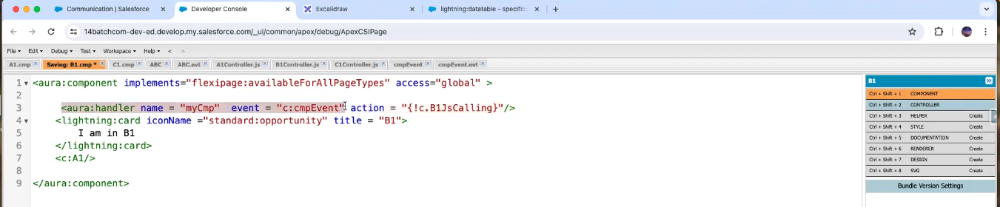 Communication | Salesforce
Developer Console
Excalidraw
lightning:datatable - specific
14batchcom-dev-ed.develop.my.salesforce.com/_ui/common/apex/debug/ApexCSIPage
File Edit Debug Test Workspace Help < >
A1.cmp Saving: B1.cmp * C1.cmp ABC ABC.evt A1Controller.js B1Controller.js C1Controller.js cmpEvent cmpEvent.evt
1 <aura:component implements="flexipage:availableForAllPageTypes" access="global" >
2
3 <aura:handler name = "myCmp" event = "c:cmpEvent" action = "{!c.B1JsCalling}"/>
4 <lightning:card iconName ="standard:opportunity" title = "B1">
5 I am in B1
6 </lightning:card>
7 <c:A1/>
8
9 </aura:component>
B1
Ctrl + Shift + 1 COMPONENT
Ctrl + Shift + 2 CONTROLLER
Ctrl + Shift + 3 HELPER Create
Ctrl + Shift + 4 STYLE Create
Ctrl + Shift + 5 DOCUMENTATION Create
Ctrl + Shift + 6 RENDERER Create
Ctrl + Shift + 7 DESIGN Create
Ctrl + Shift + 8 SVG Create
Bundle Version Settings